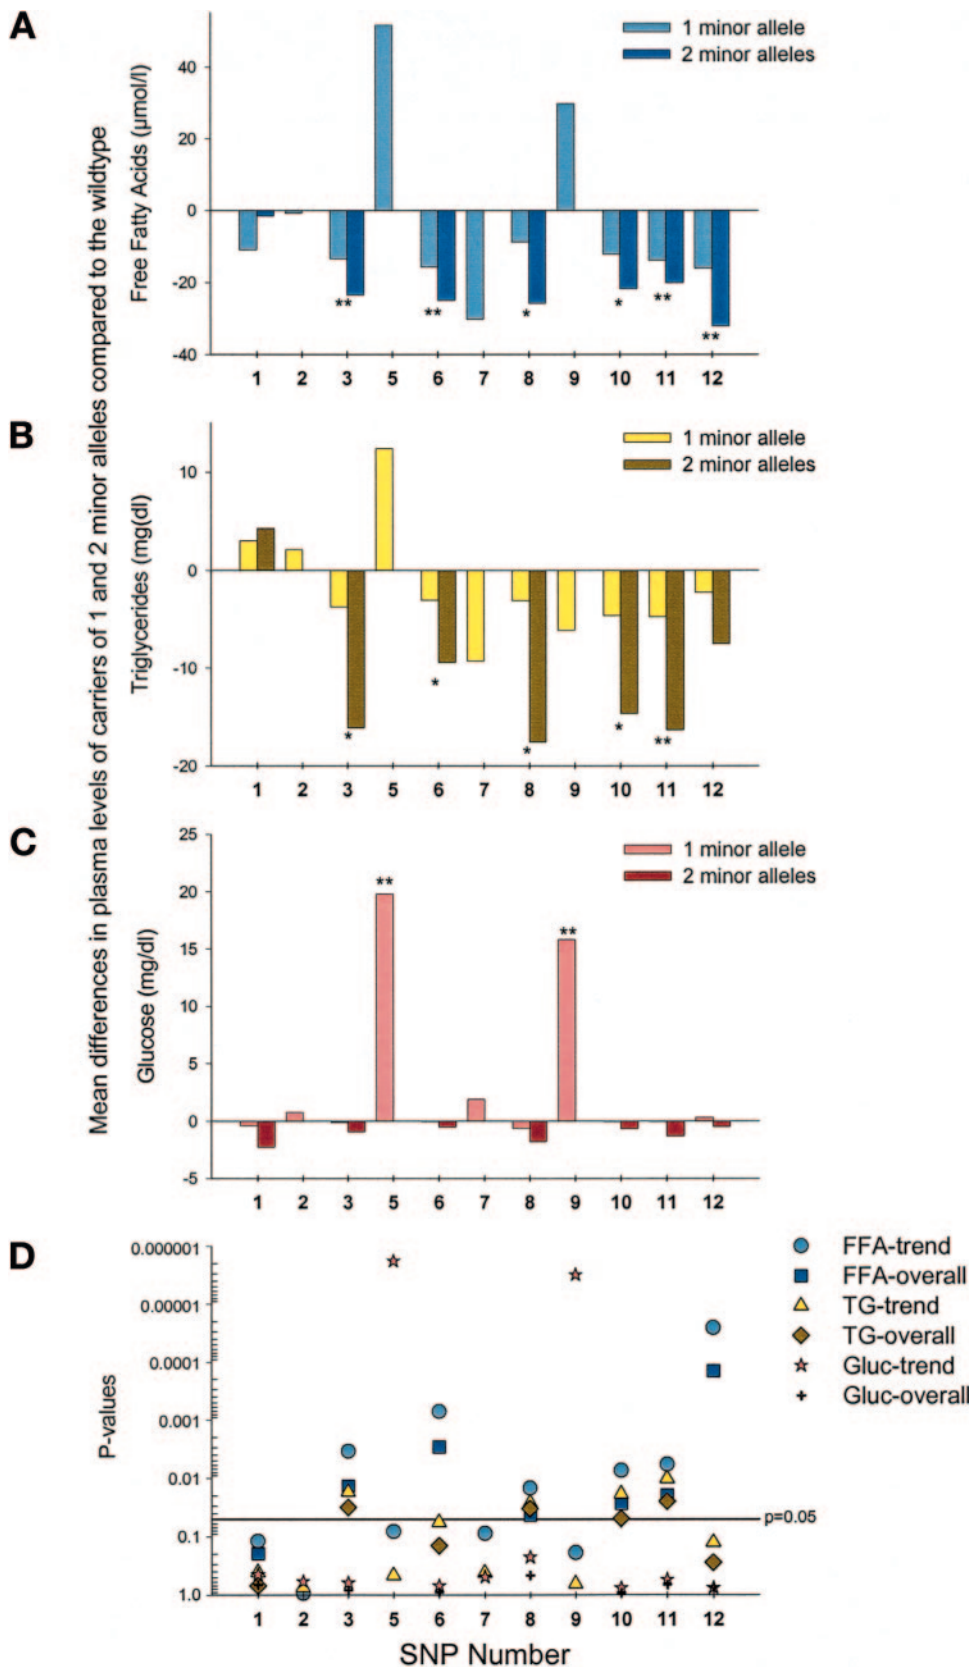 Mean differences in plasma levels of carriers of 1 and 2 minor alleles compared to the wildtype
A
1 minor allele
2 minor alleles
Free Fatty Acids (µmol/l)
40
20
0
-20
-40
** ** * * ** **
1 2 3 5 6 7 8 9 10 11 12
B
1 minor allele
2 minor alleles
Triglycerides (mg(dl)
10
0
-10
-20
* * * * **
1 2 3 5 6 7 8 9 10 11 12
C
1 minor allele
2 minor alleles
Glucose (mg/dl)
25
20
15
10
5
0
-5
** **
1 2 3 5 6 7 8 9 10 11 12
D
FFA-trend
FFA-overall
TG-trend
TG-overall
Gluc-trend
Gluc-overall
P-values
0.000001
0.00001
0.0001
0.001
0.01
0.1
1.0
p=0.05
1 2 3 5 6 7 8 9 10 11 12
SNP Number